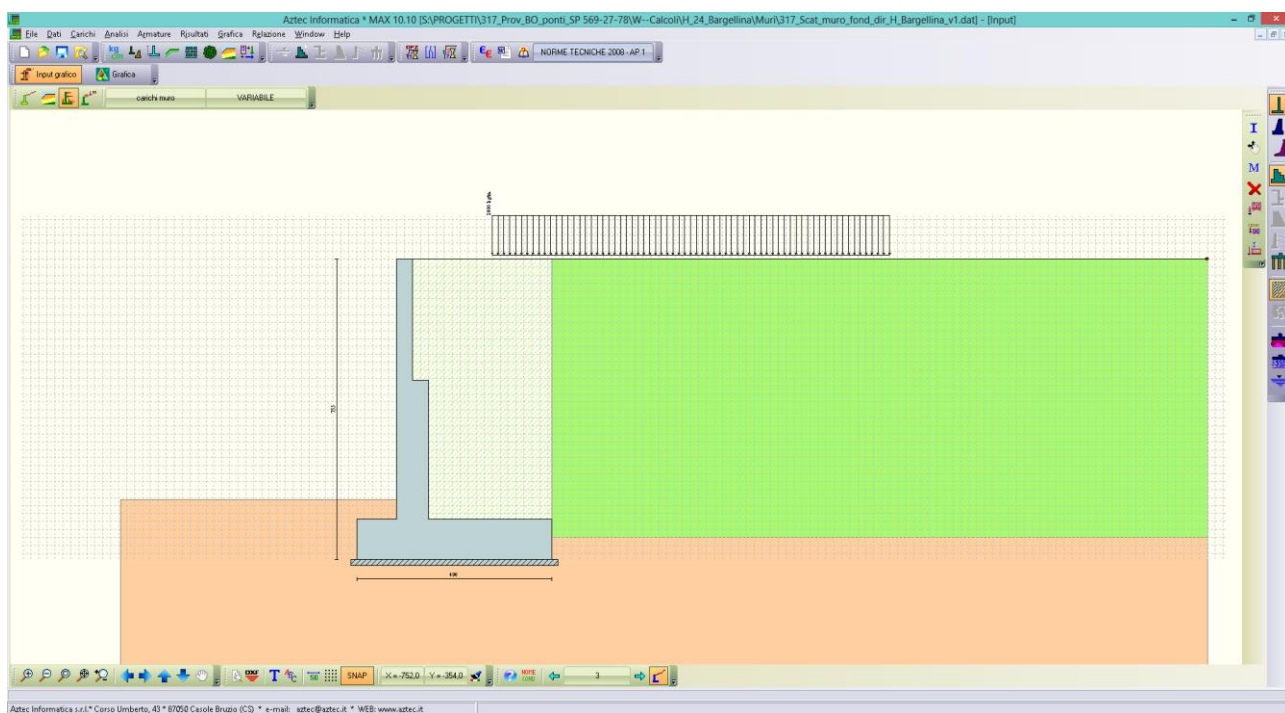 Aztec Informatica * MAX 10.10 [S:\PROGETTI\317_Prov_BO_ponti_SP 569-27-78\W--Calcoli\H_24_Bargellina\Muri\317_Scat_muro_fond_dir_H_Bargellina_v1.dat] - [Input]
File Dati Carichi Analisi Armature Risultati Grafica Relazione Window Help
NORME TECNICHE 2008 - AP 1
Input grafico Grafica
carichi muro VARIABILE
I
M
SNAP X = -752,0 Y = -354,0 NOME COND 3
Aztec Informatica s.r.l.* Corso Umberto, 43 * 87050 Casole Bruzio (CS) * e-mail: aztec@aztec.it * WEB: www.aztec.it